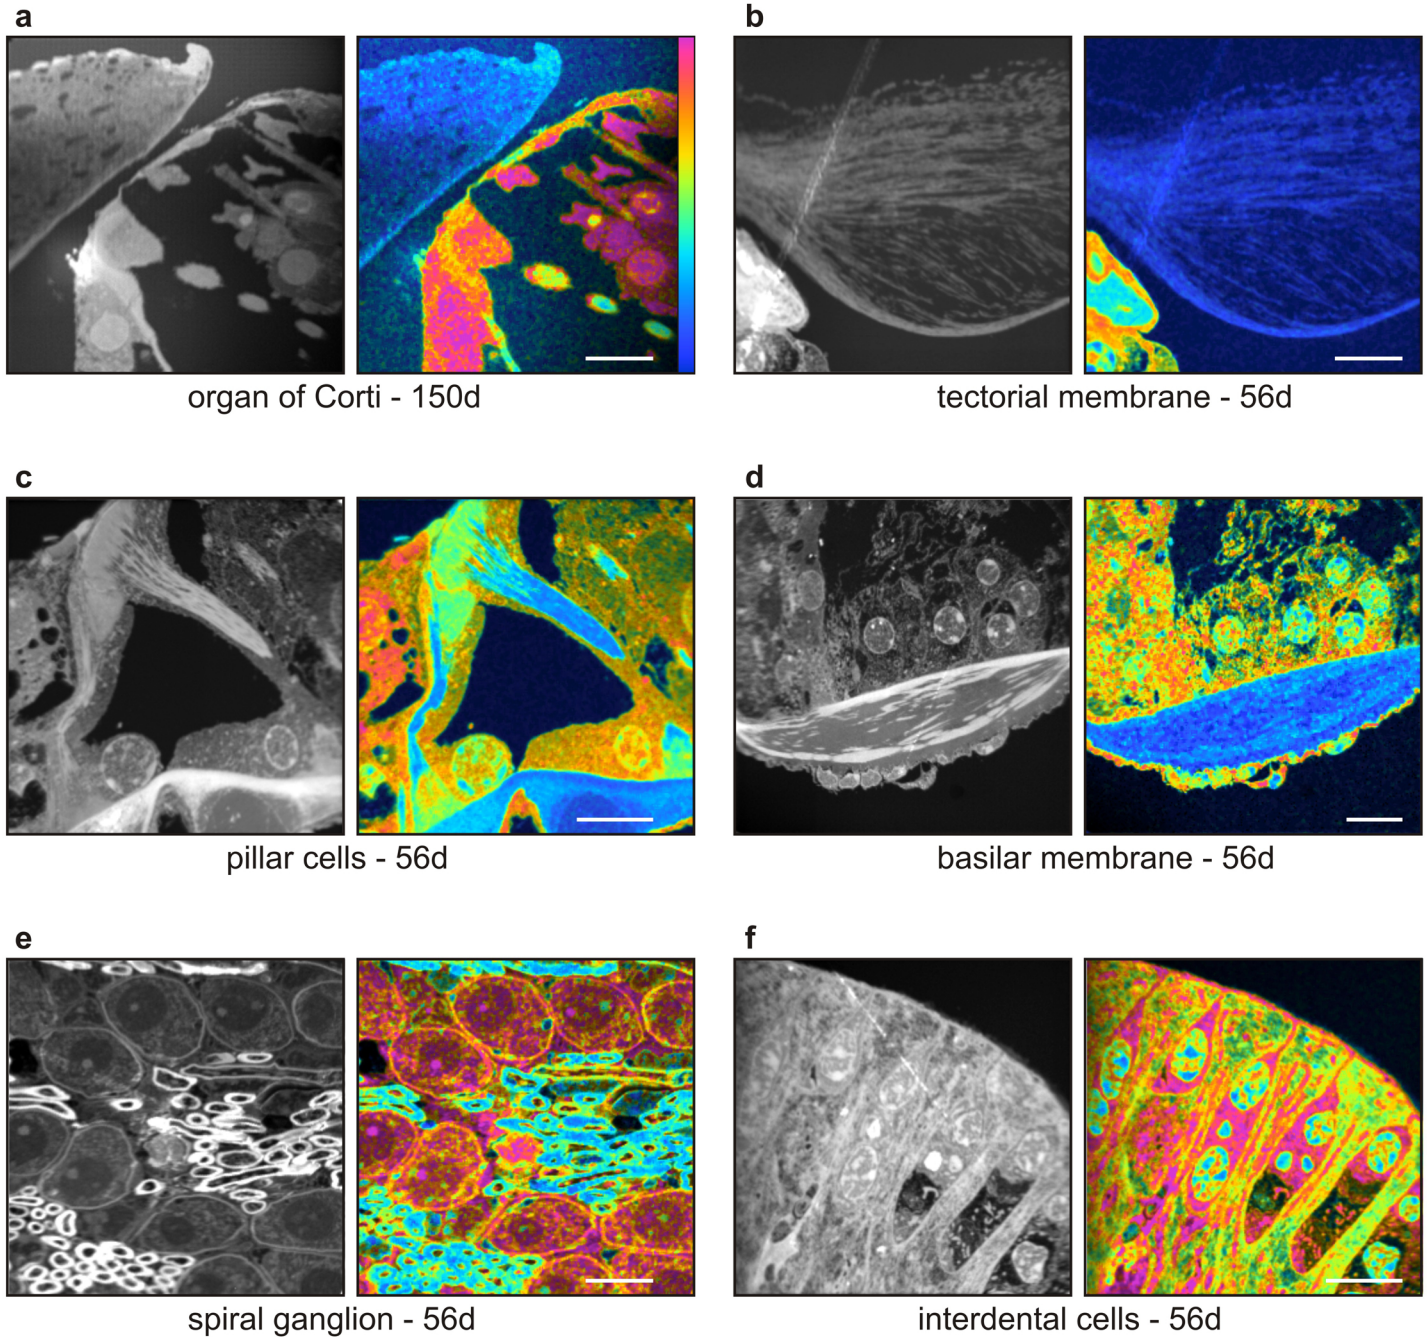 a
b
organ of Corti - 150d
tectorial membrane - 56d
c
d
pillar cells - 56d
basilar membrane - 56d
e
f
spiral ganglion - 56d
interdental cells - 56d